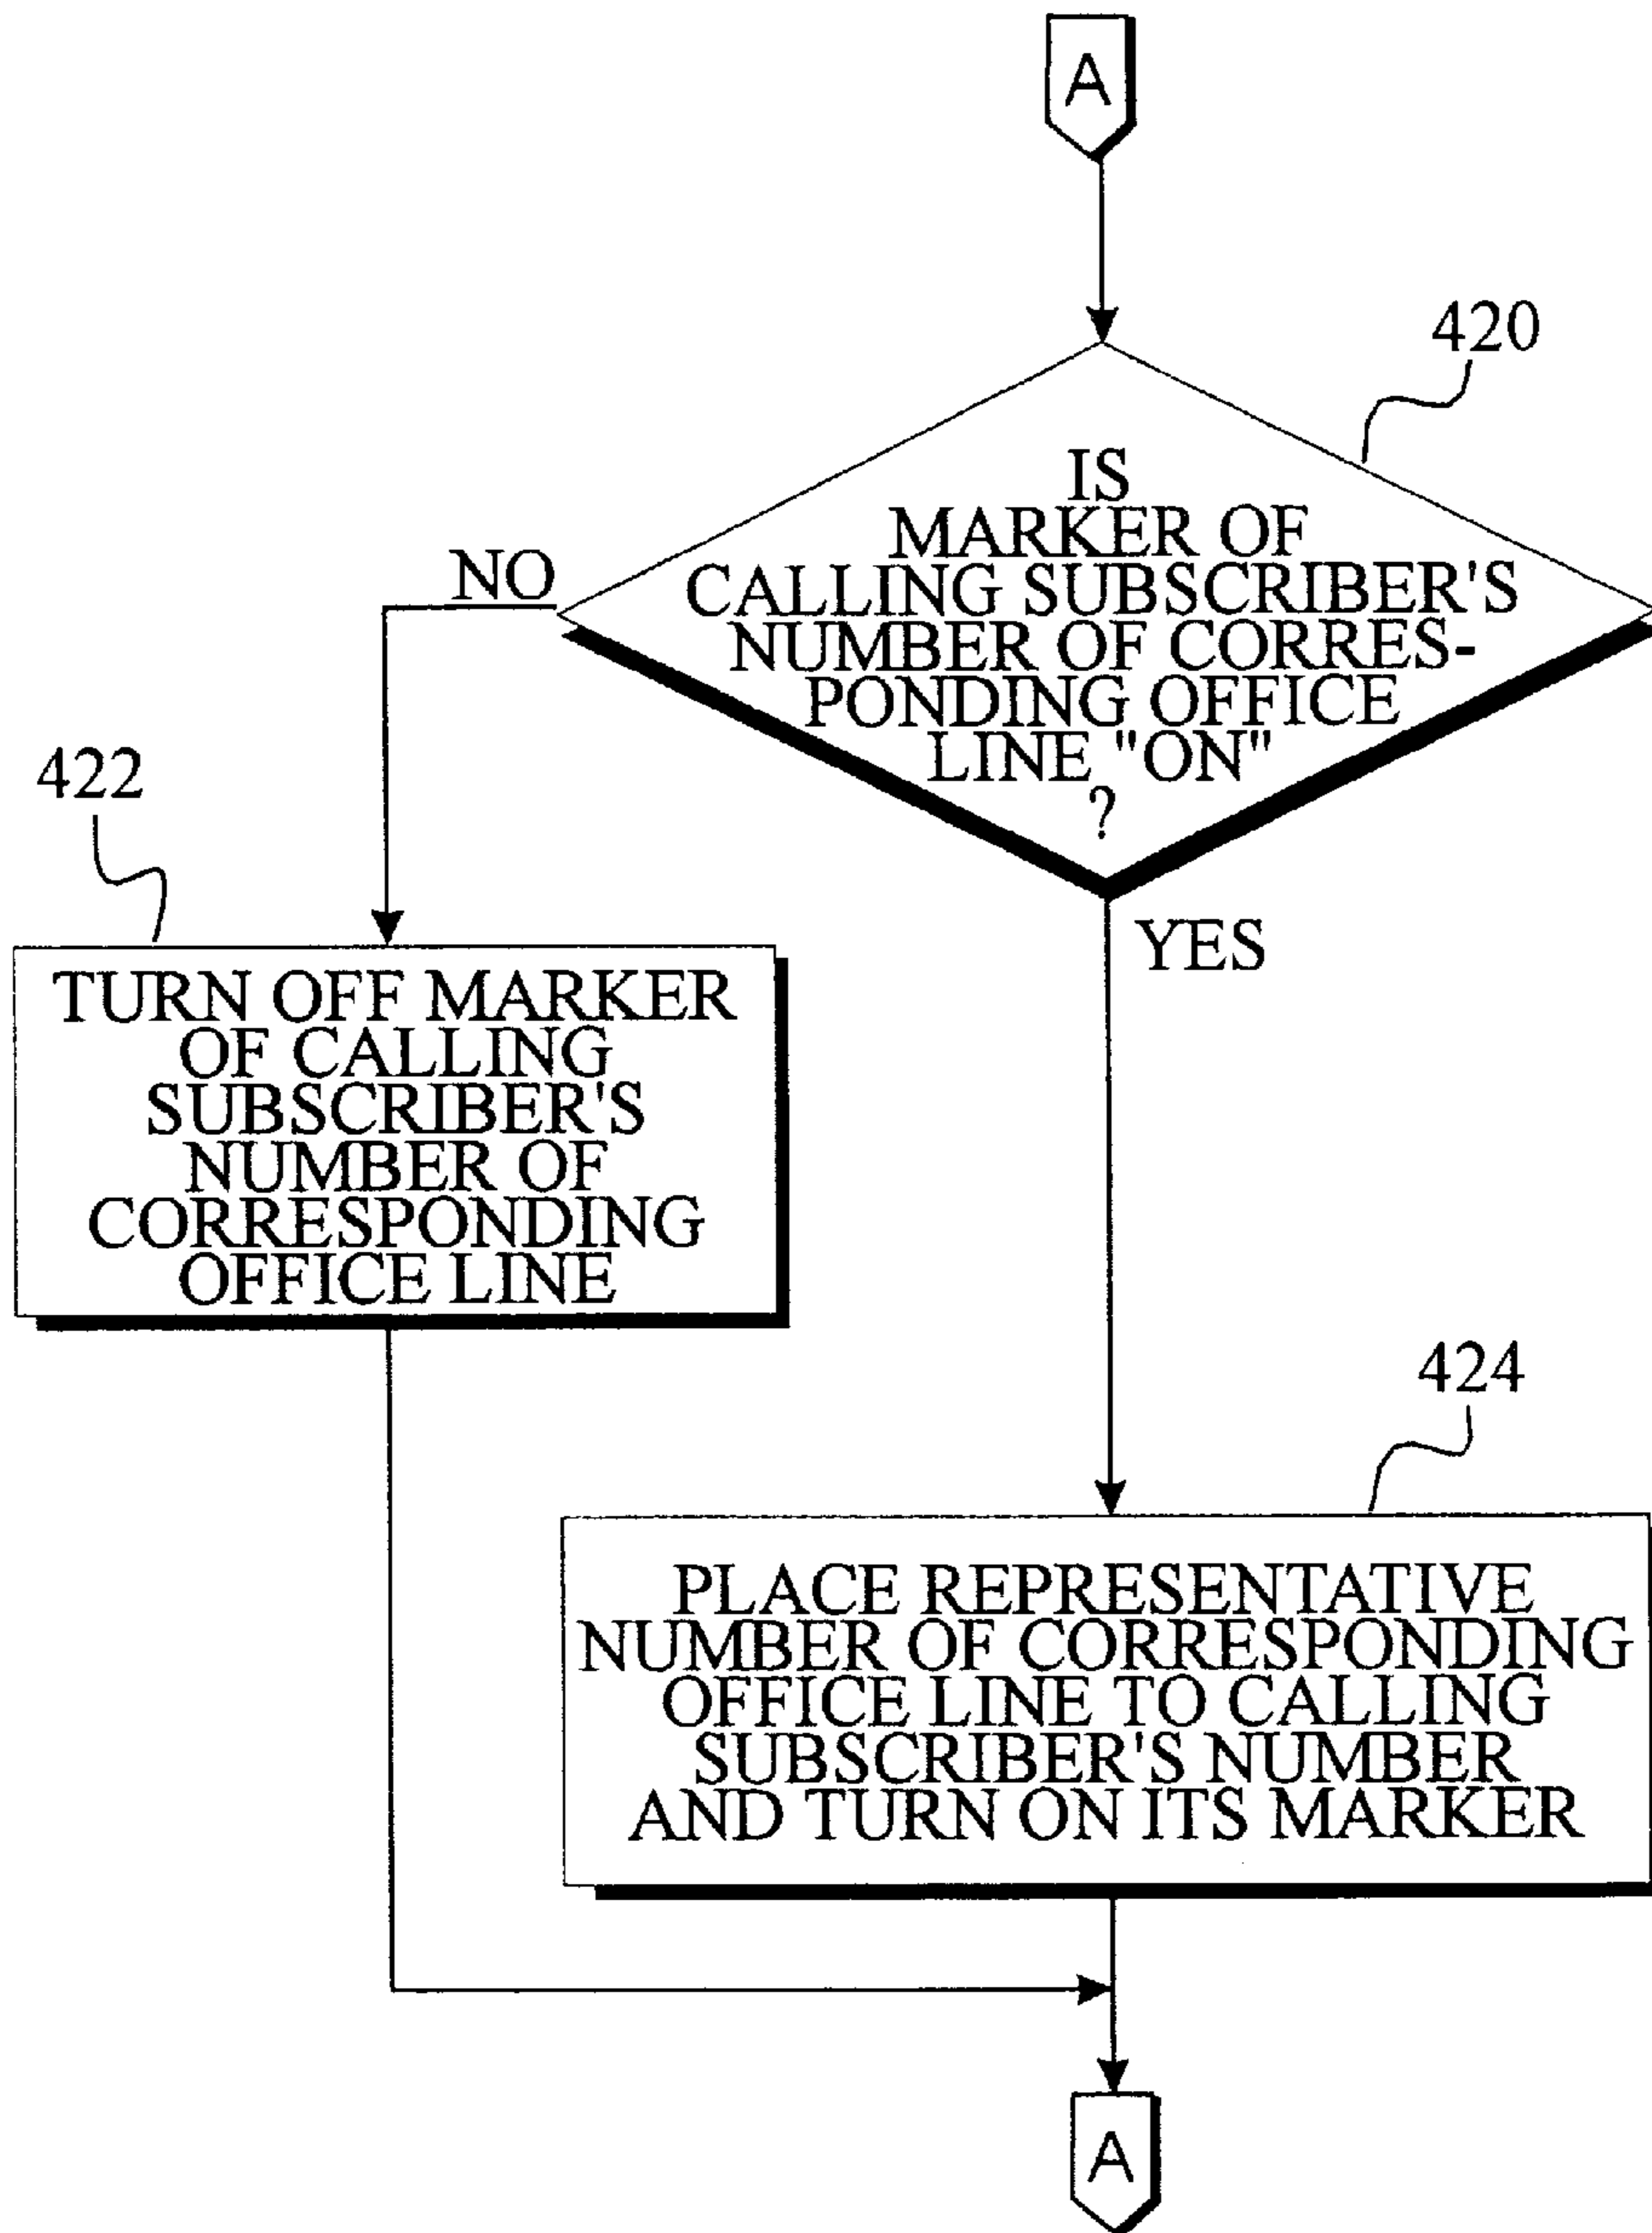 A
420
IS
MARKER OF
CALLING SUBSCRIBER'S
NUMBER OF CORRES-
PONDING OFFICE
LINE "ON"
?
NO
YES
422
TURN OFF MARKER
OF CALLING
SUBSCRIBER'S
NUMBER OF
CORRESPONDING
OFFICE LINE
424
PLACE REPRESENTATIVE
NUMBER OF CORRESPONDING
OFFICE LINE TO CALLING
SUBSCRIBER'S NUMBER
AND TURN ON ITS MARKER
A